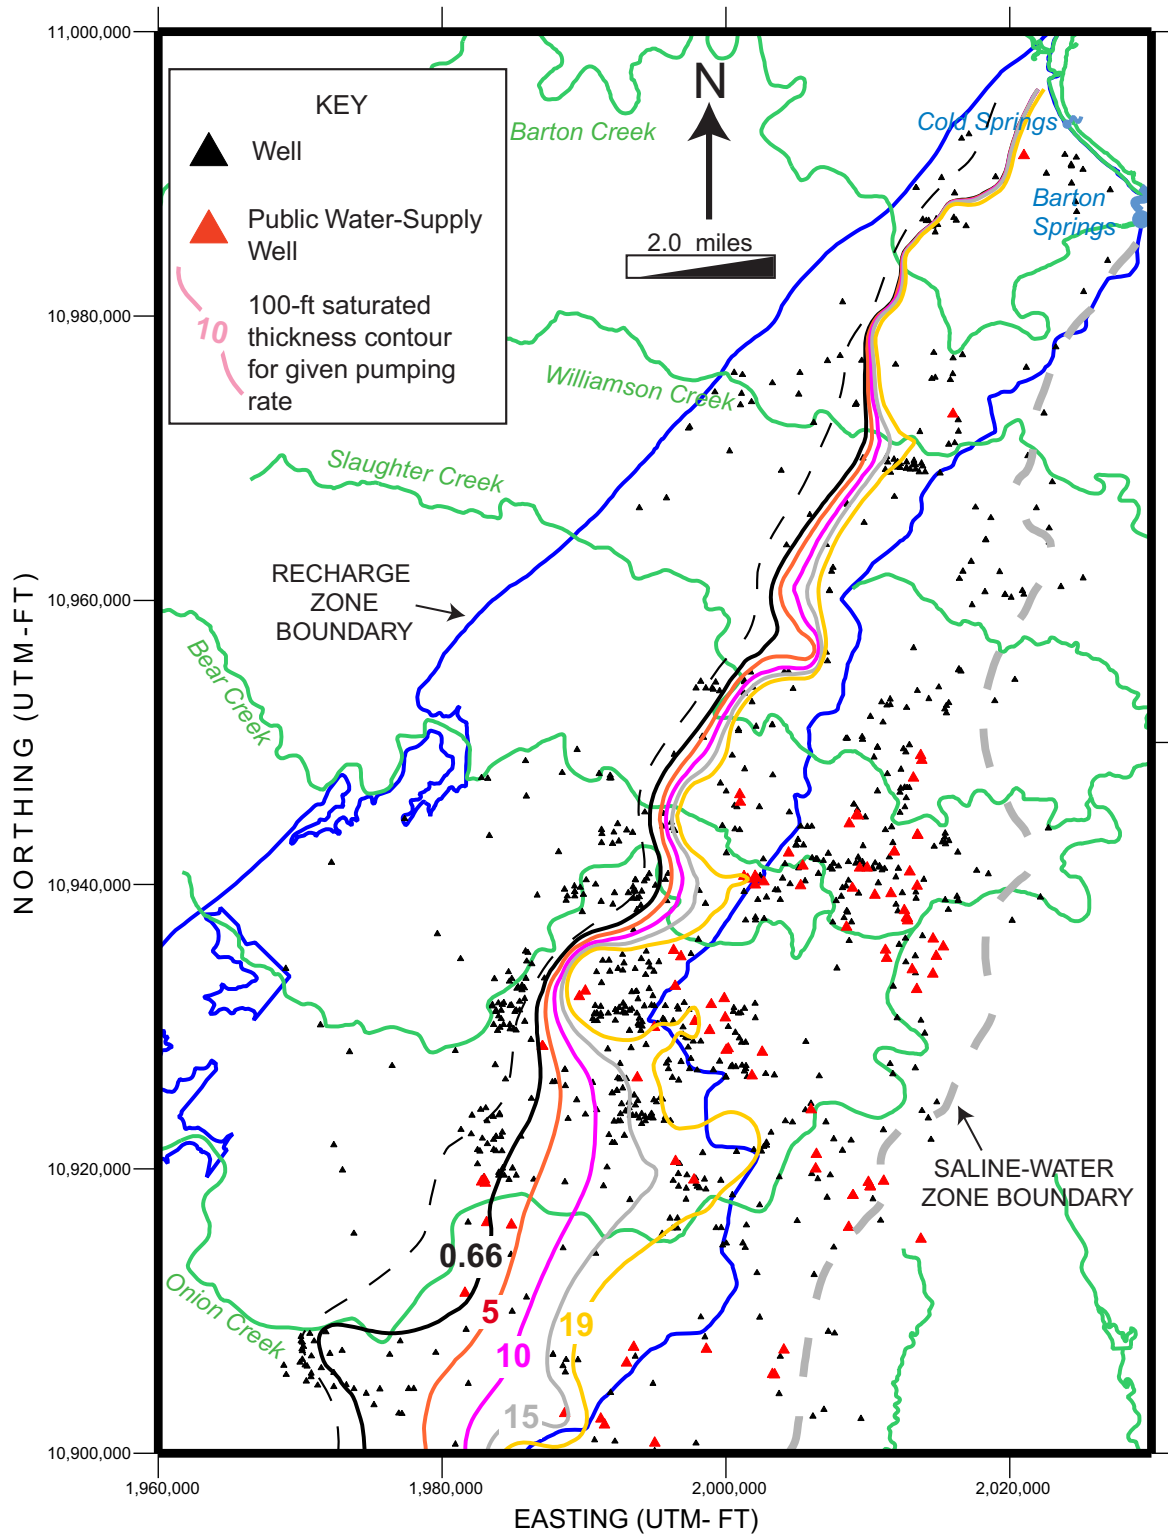 11,000,000
10,980,000
10,960,000
10,940,000
10,920,000
10,900,000
NORTHING (UTM-FT)
KEY
Well
Public Water-Supply
Well
10
100-ft saturated
thickness contour
for given pumping
rate
N
2.0 miles
Barton Creek
Cold Springs
Barton
Springs
Williamson Creek
Slaughter Creek
RECHARGE
ZONE
BOUNDARY
Bear Creek
Onion Creek
SALINE-WATER
ZONE BOUNDARY
0.66
5
10
15
19
1,960,000
1,980,000
2,000,000
2,020,000
EASTING (UTM- FT)